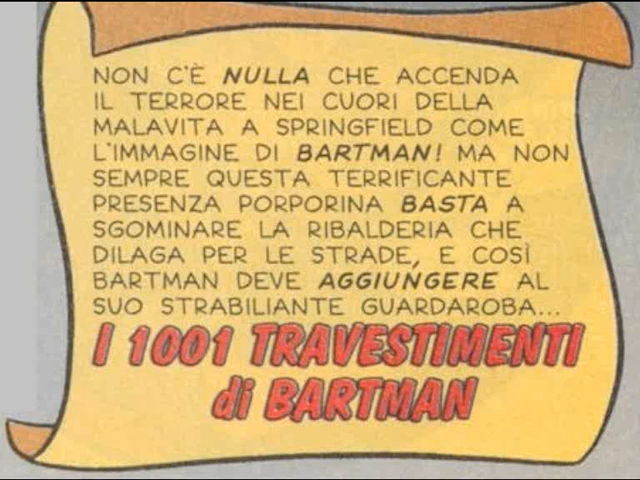 NON C'È NULLA CHE ACCENDA
IL TERRORE NEI CUORI DELLA
MALAVITA A SPRINGFIELD COME
L'IMMAGINE DI BARTMAN! MA NON
SEMPRE QUESTA TERRIFICANTE
PRESENZA PORPORINA BASTA A
SGOMINARE LA RIBALDERIA CHE
DILAGA PER LE STRADE, E COSÌ
BARTMAN DEVE AGGIUNGERE AL
SUO STRABILIANTE GUARDAROBA...
I 1001 TRAVESTIMENTI
di BARTMAN